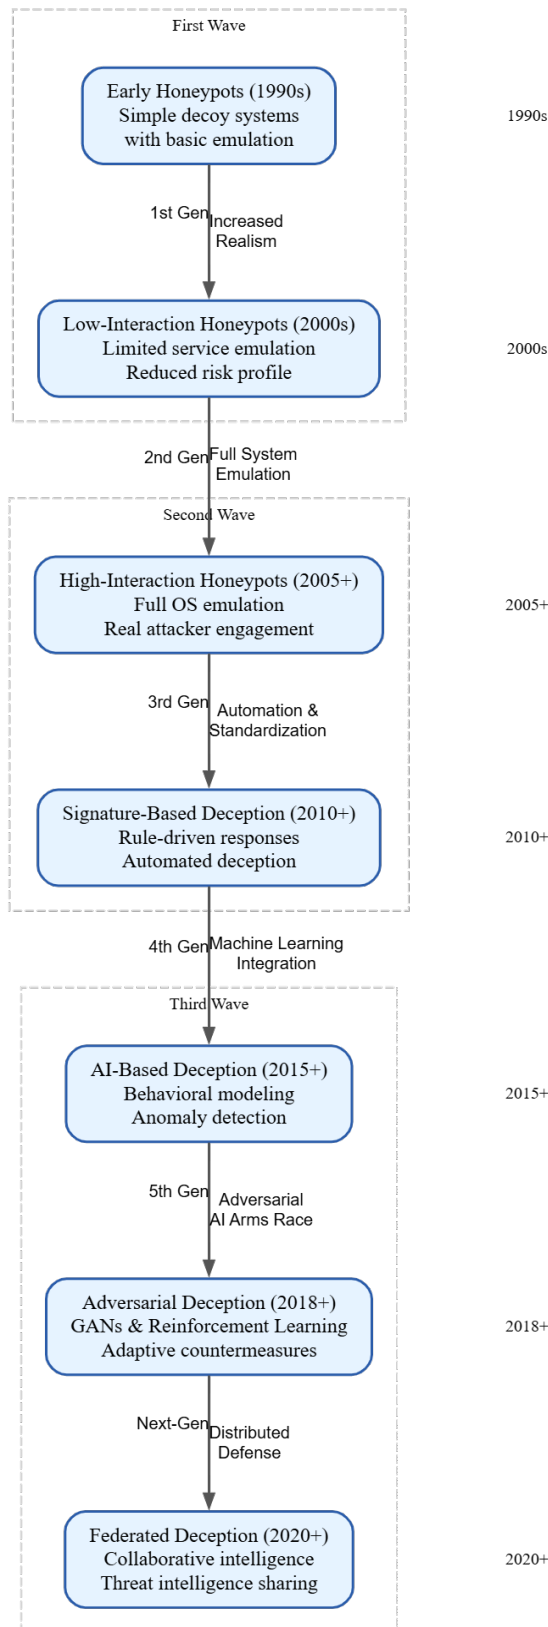 First Wave
Early Honeypots (1990s)
Simple decoy systems
with basic emulation
1990s
1st Gen
Increased
Realism
Low-Interaction Honeypots (2000s)
Limited service emulation
Reduced risk profile
2000s
2nd Gen
Full System
Emulation
Second Wave
High-Interaction Honeypots (2005+)
Full OS emulation
Real attacker engagement
2005+
3rd Gen
Automation &
Standardization
Signature-Based Deception (2010+)
Rule-driven responses
Automated deception
2010+
4th Gen
Machine Learning
Integration
Third Wave
AI-Based Deception (2015+)
Behavioral modeling
Anomaly detection
2015+
5th Gen
Adversarial
AI Arms Race
Adversarial Deception (2018+)
GANs & Reinforcement Learning
Adaptive countermeasures
2018+
Next-Gen
Distributed
Defense
Federated Deception (2020+)
Collaborative intelligence
Threat intelligence sharing
2020+